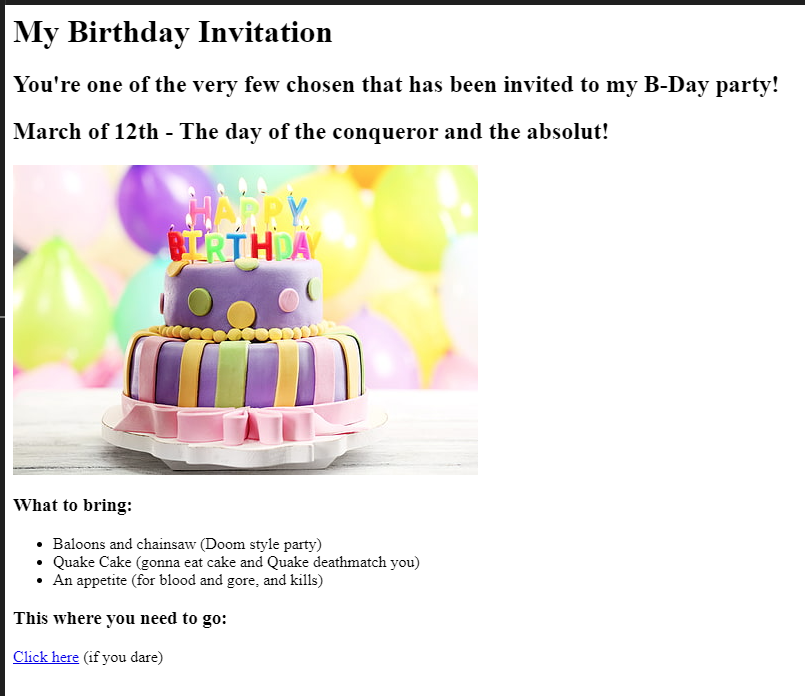 My Birthday Invitation
You're one of the very few chosen that has been invited to my B-Day party!
March of 12th - The day of the conqueror and the absolut!
HAPPY
BIRTHDAY
What to bring:
Baloons and chainsaw (Doom style party)
Quake Cake (gonna eat cake and Quake deathmatch you)
An appetite (for blood and gore, and kills)
This where you need to go:
Click here (if you dare)